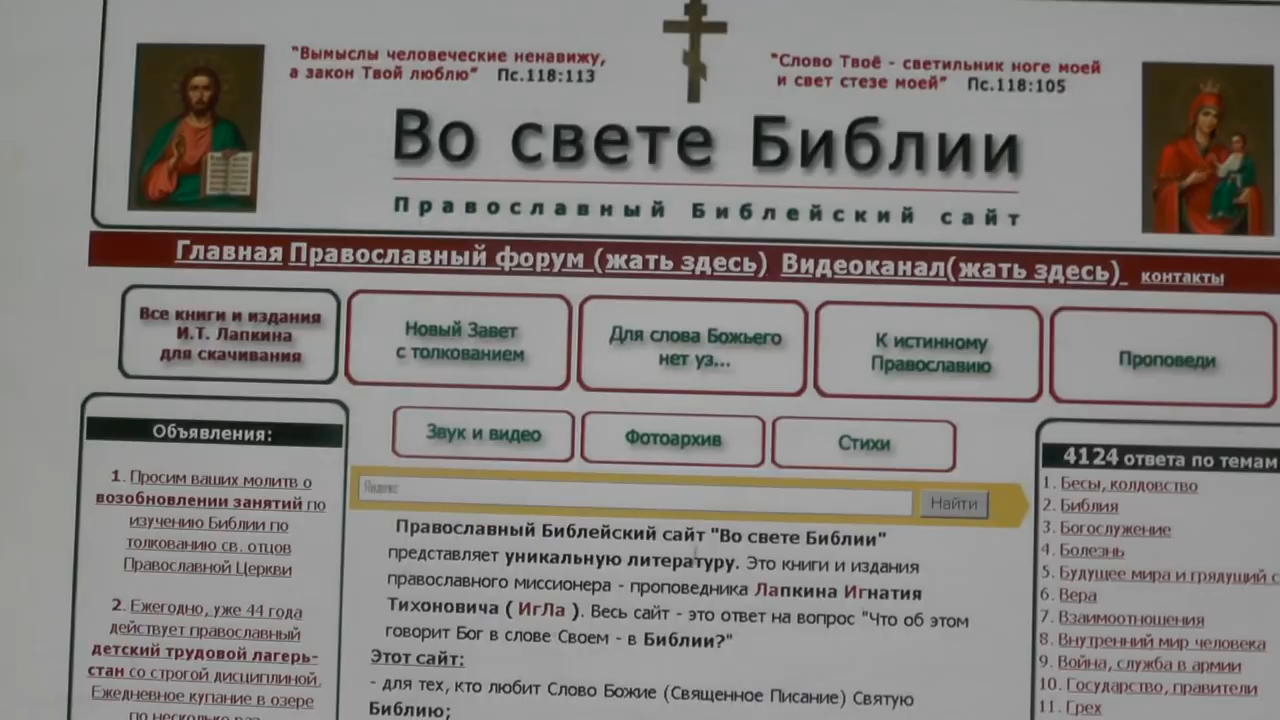 "Вымыслы человеческие ненавижу,
а закон Твой люблю" Пс.118:113
"Слово Твоё - светильник ноге моей
и свет стезе моей" Пс.118:105
Во свете Библии
Православный Библейский сайт
Главная Православный форум (жать здесь) Видеоканал(жать здесь) контакты
Все книги и издания
И.Т. Лапкина
для скачивания
Новый Завет
с толкованием
Для слова Божьего
нет уз...
К истинному
Православию
Проповеди
Звук и видео
Фотоархив
Стихи
Объявления:
1. Просим ваших молитв о
возобновлении занятий по
изучению Библии по
толкованию св. отцов
Православной Церкви
2. Ежегодно, уже 44 года
действует православный
детский трудовой лагерь-
стан со строгой дисциплиной.
Ежедневное купание в озере
по несколько раз
Яндекс
Найти
Православный Библейский сайт "Во свете Библии"
представляет уникальную литературу. Это книги и издания
православного миссионера - проповедника Лапкина Игнатия
Тихоновича ( ИгЛа ). Весь сайт - это ответ на вопрос "Что об этом
говорит Бог в слове Своем - в Библии?"
Этот сайт:
- для тех, кто любит Слово Божие (Священное Писание) Святую
Библию;
4124 ответа по темам
1. Бесы, колдовство
2. Библия
3. Богослужение
4. Болезнь
5. Будущее мира и грядущий с
6. Вера
7. Взаимоотношения
8. Внутренний мир человека
9. Война, служба в армии
10. Государство, правители
11. Грех